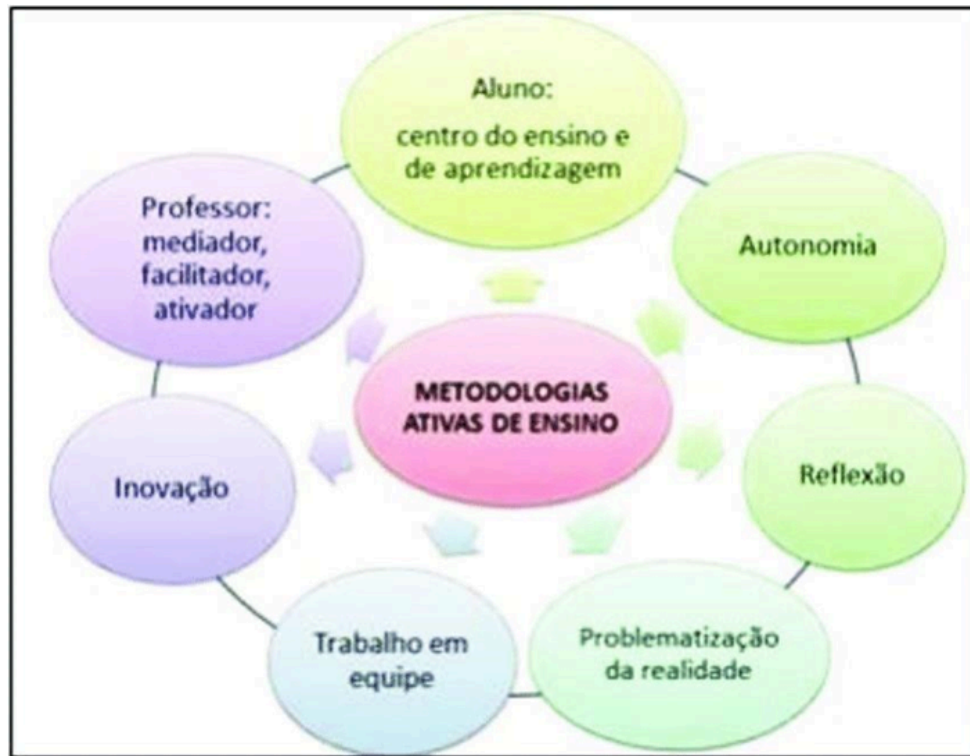 Aluno:
centro do ensino e
de aprendizagem
Autonomia
Reflexão
Problematização
da realidade
Trabalho em
equipe
Inovação
Professor:
mediador,
facilitador,
ativador
METODOLOGIAS
ATIVAS DE ENSINO